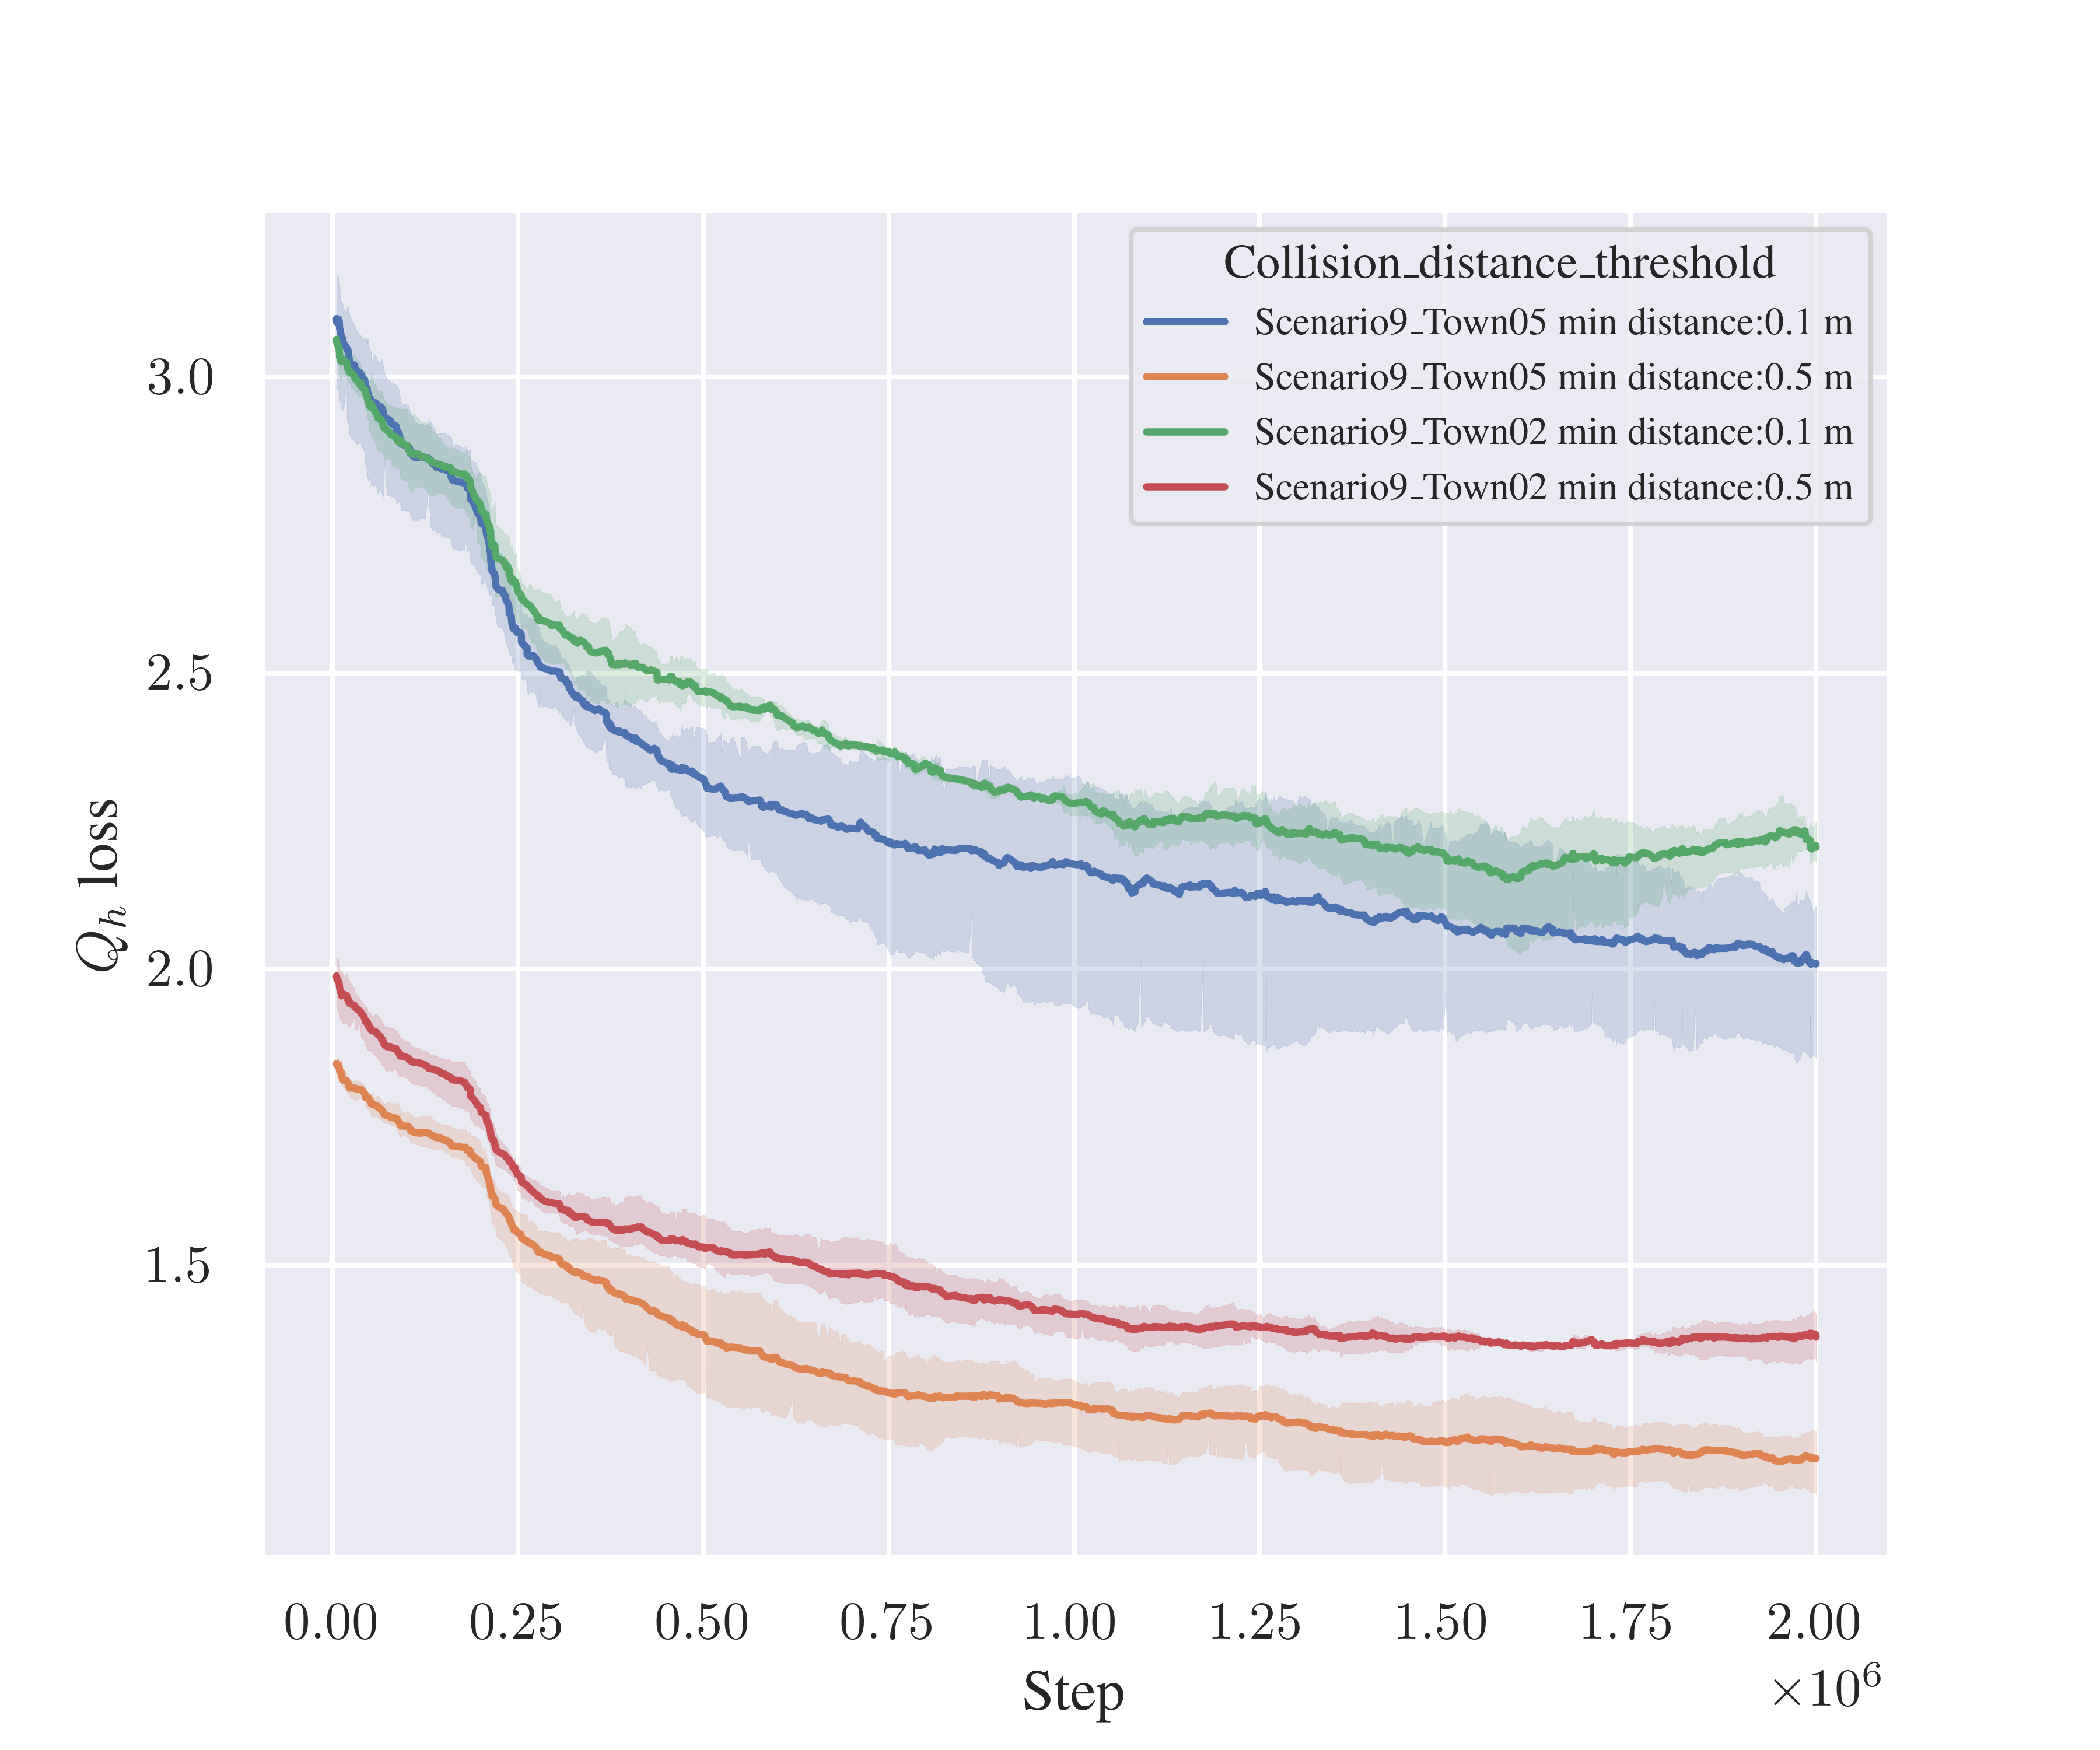 Collision_distance_threshold
Scenario9_Town05 min distance:0.1 m
Scenario9_Town05 min distance:0.5 m
Scenario9_Town02 min distance:0.1 m
Scenario9_Town02 min distance:0.5 m
3.0
2.5
2.0
1.5
Q_h loss
0.00 0.25 0.50 0.75 1.00 1.25 1.50 1.75 2.00
Step
×10⁶